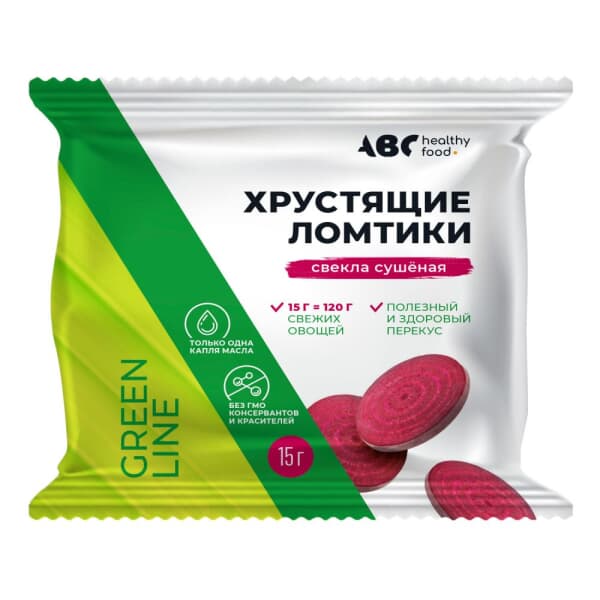 ABC healthy
food.
ХРУСТЯЩИЕ
ЛОМТИКИ
свекла сушёная
15 Г = 120 Г
СВЕЖИХ
ОВОЩЕЙ
ПОЛЕЗНЫЙ
И ЗДОРОВЫЙ
ПЕРЕКУС
ТОЛЬКО ОДНА
КАПЛЯ МАСЛА
БЕЗ ГМО
КОНСЕРВАНТОВ
И КРАСИТЕЛЕЙ
GREEN
LINE
15 г